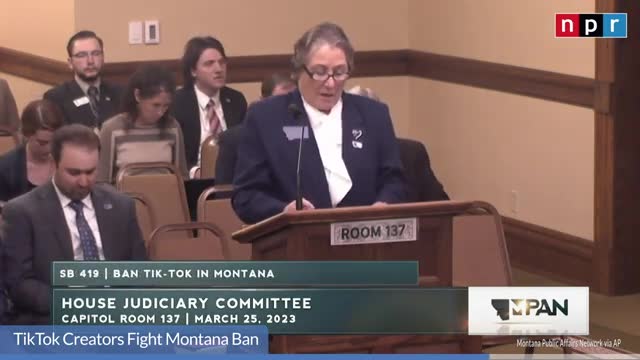 npr
ROOM 137
SB 419 | BAN TIK-TOK IN MONTANA
HOUSE JUDICIARY COMMITTEE
CAPITOL ROOM 137 | MARCH 25, 2023
MPAN
TikTok Creators Fight Montana Ban
Montana Public Affairs Network via AP